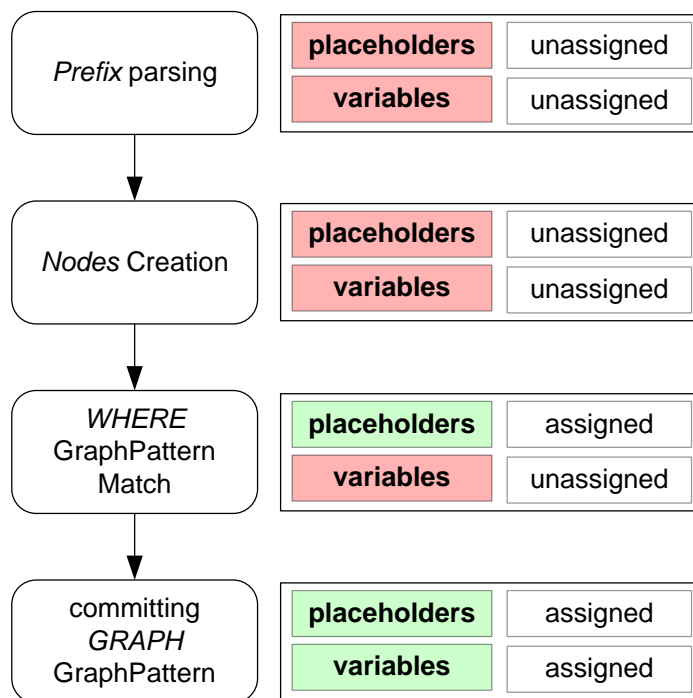 Prefix parsing
placeholders unassigned
variables unassigned
Nodes Creation
placeholders unassigned
variables unassigned
WHERE
GraphPattern
Match
placeholders assigned
variables unassigned
committing
GRAPH
GraphPattern
placeholders assigned
variables assigned